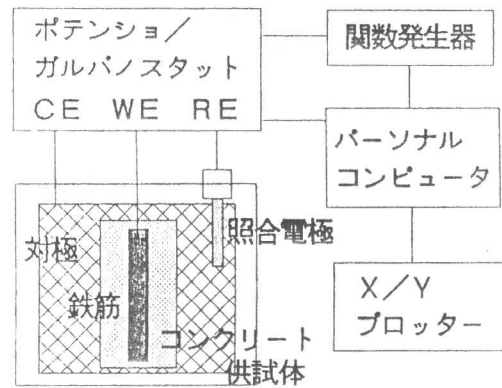 ポテンショ／
ガルバノスタット
CE WE RE
関数発生器
パーソナル
コンピュータ
X／Y
プロッター
対極
照合電極
鉄筋
コンクリート
供試体